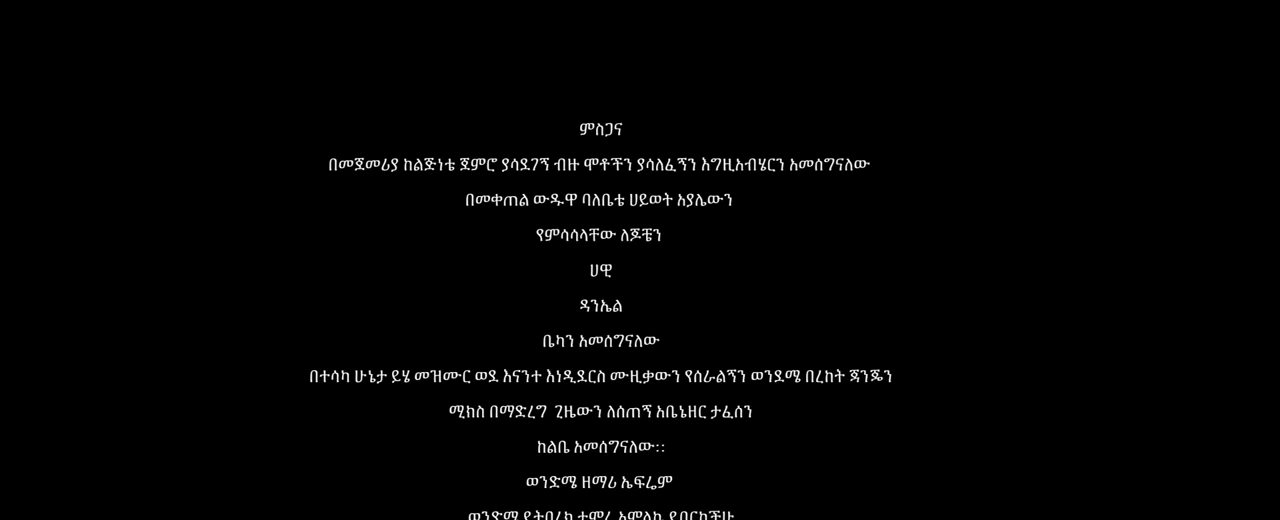 ምስጋና
በመጀመሪያ ከልጅነቴ ጀምሮ ያሳደገኝ ብዙ ሞቶችን ያሳለፈኝን እግዚአብሄርን አመሰግናለው
በመቀጠል ውዱዋ ባለቤቴ ሀይወት አያሌውን
የምሳሳላቸው ለጆቼን
ሀዊ
ዳንኤል
ቤካን አመሰግናለው
በተሳካ ሁኔታ ይሄ መዝሙር ወደ እናንተ እነዲደርስ ሙዚቃውን የሰራልኝን ወንደሜ በረከት ጃንጄን
ሚክስ በማድረግ ጊዜውን ለሰጠኝ አቤኔዘር ታፈሰን
ከልቤ አመሰግናለው::
ወንድሜ ዘማሪ ኤፍሬም